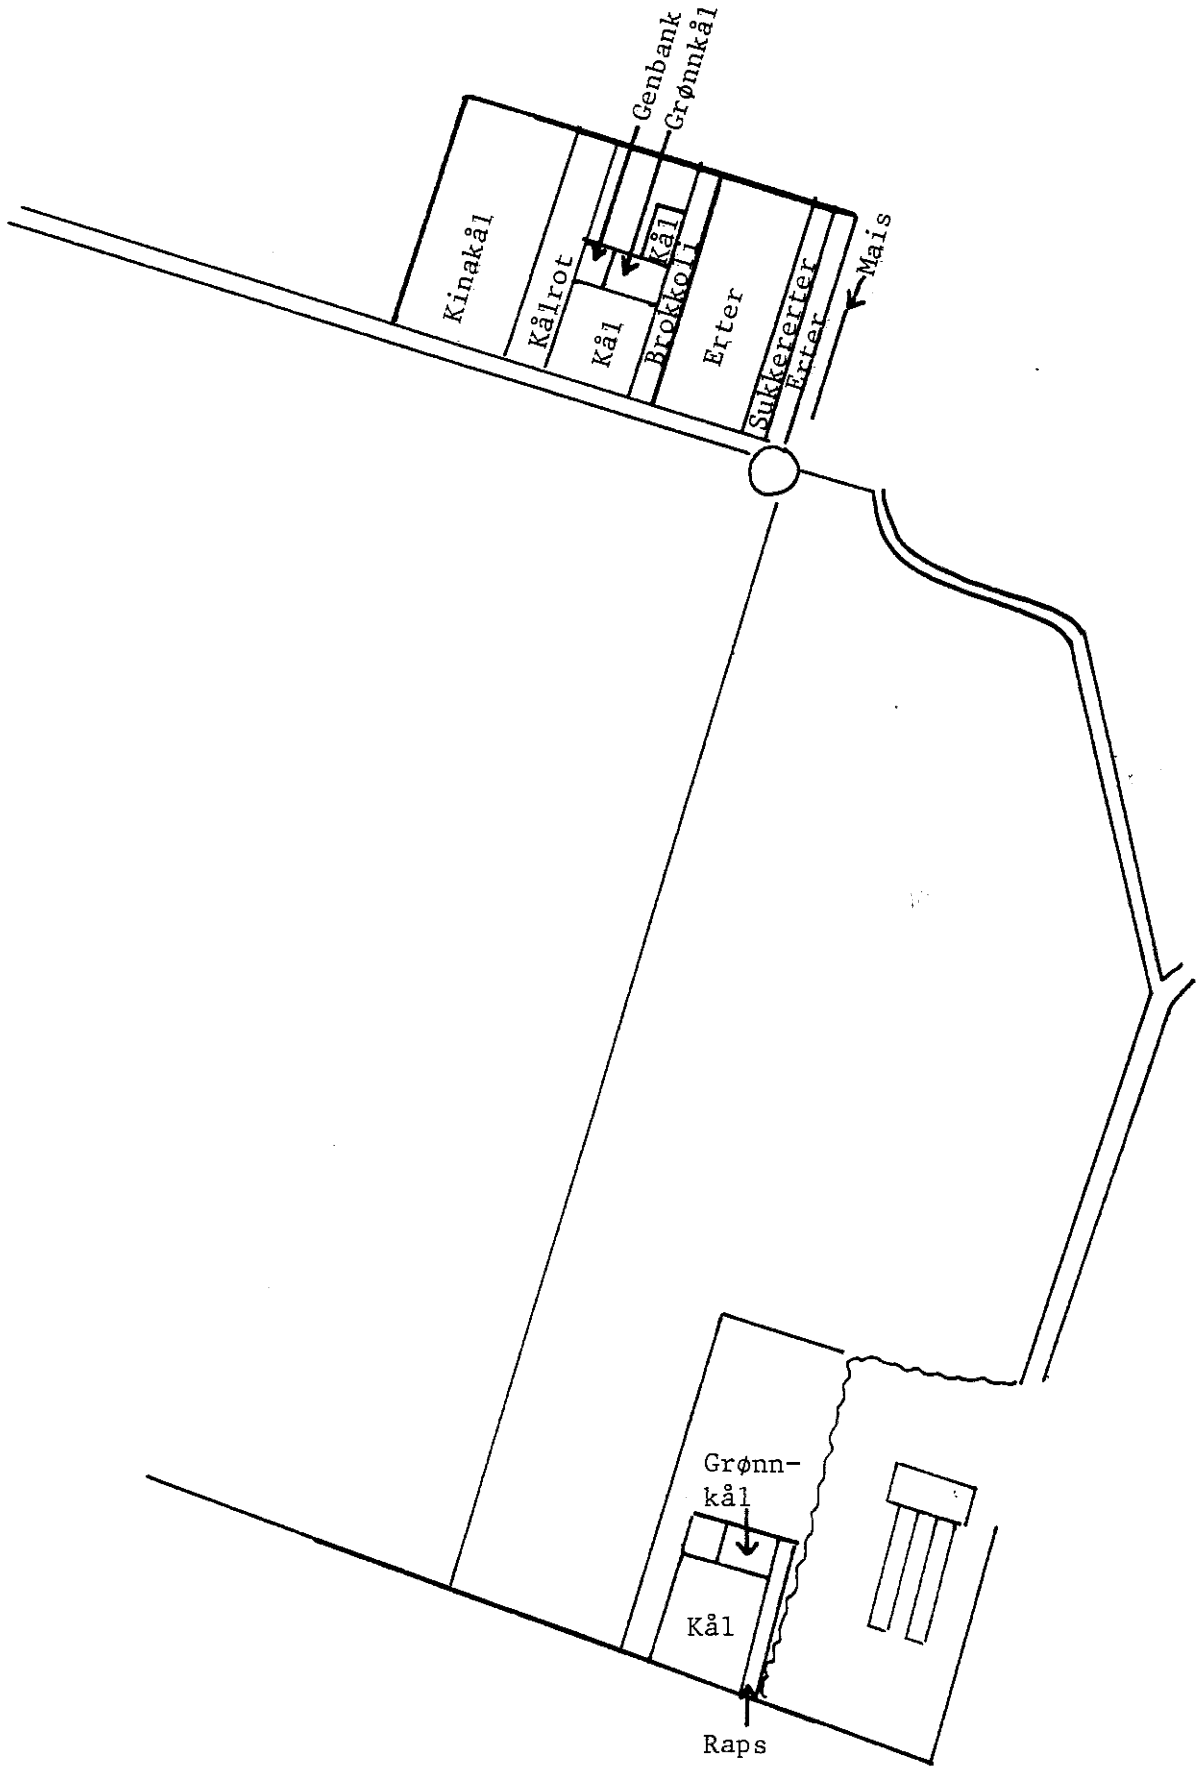 Genbank
Grønnkål
Kinakål
Kålrot
Kål
Kål
Brokkoli
Erter
Sukkererter
Erter
Mais
Grønn-
kål
Kål
Raps